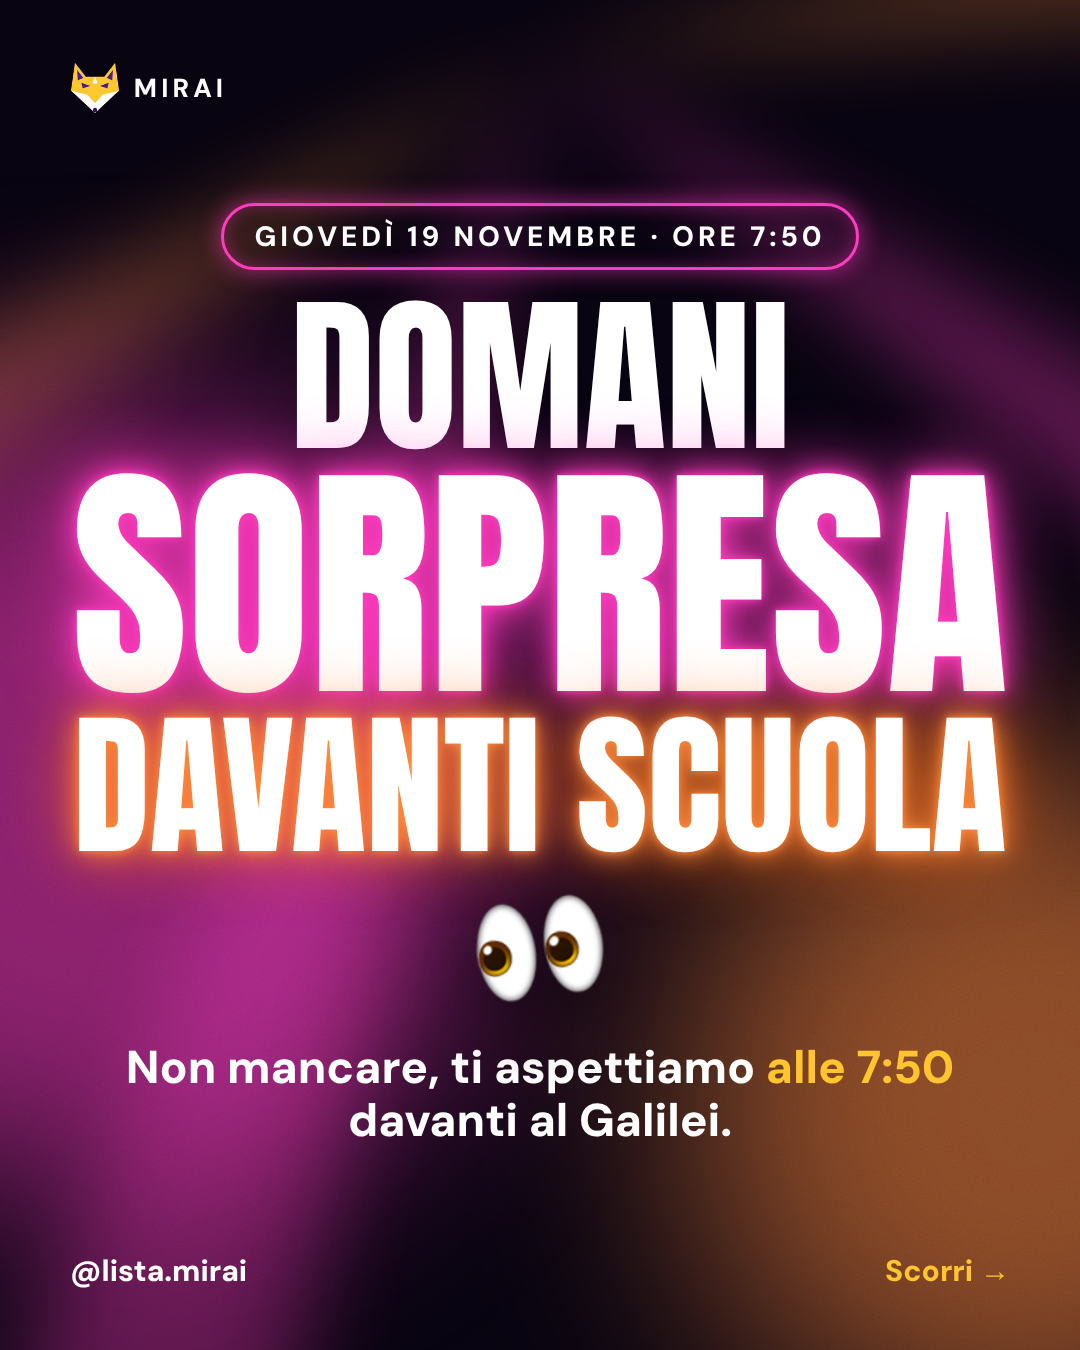 MIRAI
GIOVEDÌ 19 NOVEMBRE · ORE 7:50
DOMANI
SORPRESA
DAVANTI SCUOLA
👀
Non mancare, ti aspettiamo alle 7:50
davanti al Galilei.
@lista.mirai
Scorri →